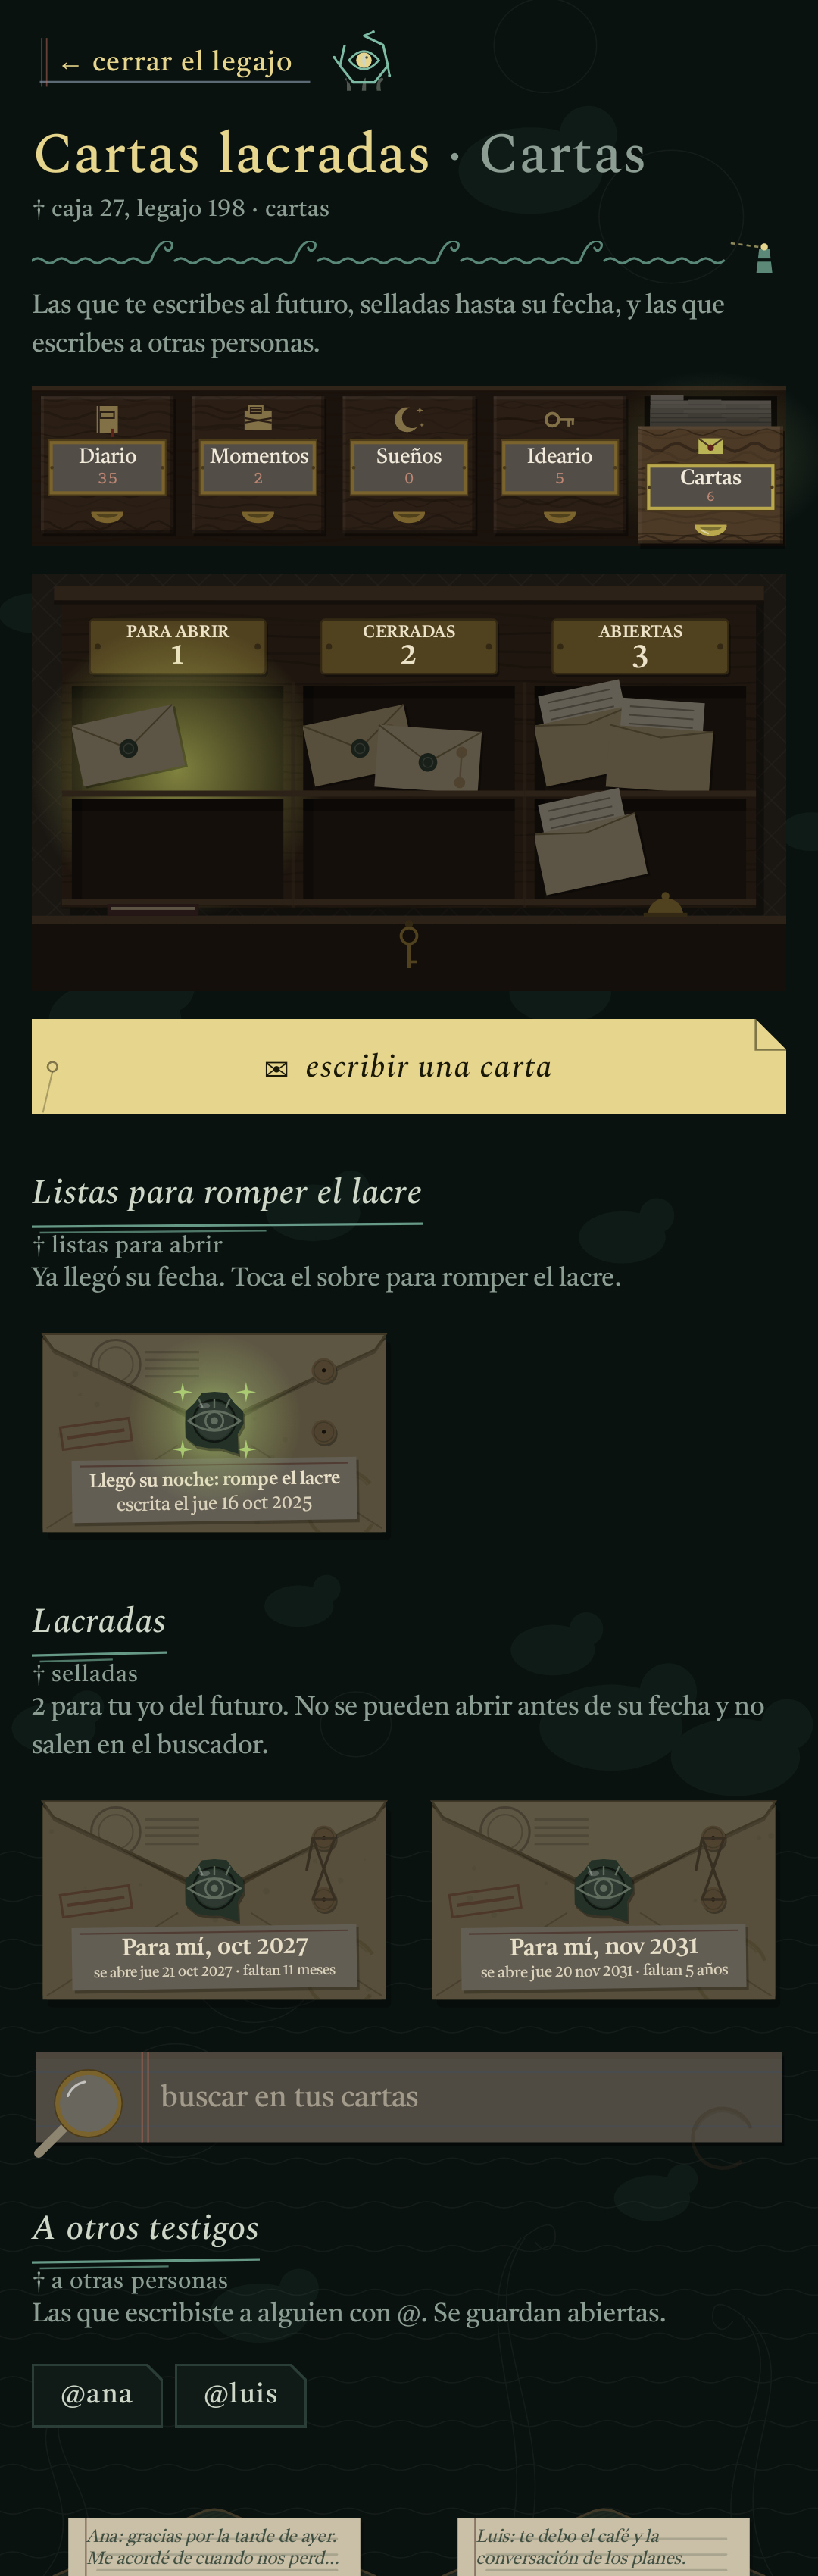 ← cerrar el legajo
Cartas lacradas · Cartas
† caja 27, legajo 198 · cartas
Las que te escribes al futuro, selladas hasta su fecha, y las que
escribes a otras personas.
Diario
35
Momentos
2
Sueños
0
Ideario
5
Cartas
6
PARA ABRIR
1
CERRADAS
2
ABIERTAS
3
✉ escribir una carta
Listas para romper el lacre
† listas para abrir
Ya llegó su fecha. Toca el sobre para romper el lacre.
Llegó su noche: rompe el lacre
escrita el jue 16 oct 2025
Lacradas
† selladas
2 para tu yo del futuro. No se pueden abrir antes de su fecha y no
salen en el buscador.
Para mí, oct 2027
se abre jue 21 oct 2027 · faltan 11 meses
Para mí, nov 2031
se abre jue 20 nov 2031 · faltan 5 años
buscar en tus cartas
A otros testigos
† a otras personas
Las que escribiste a alguien con @. Se guardan abiertas.
@ana
@luis
Ana: gracias por la tarde de ayer.
Me acordé de cuando nos perd...
Luis: te debo el café y la
conversación de los planes.